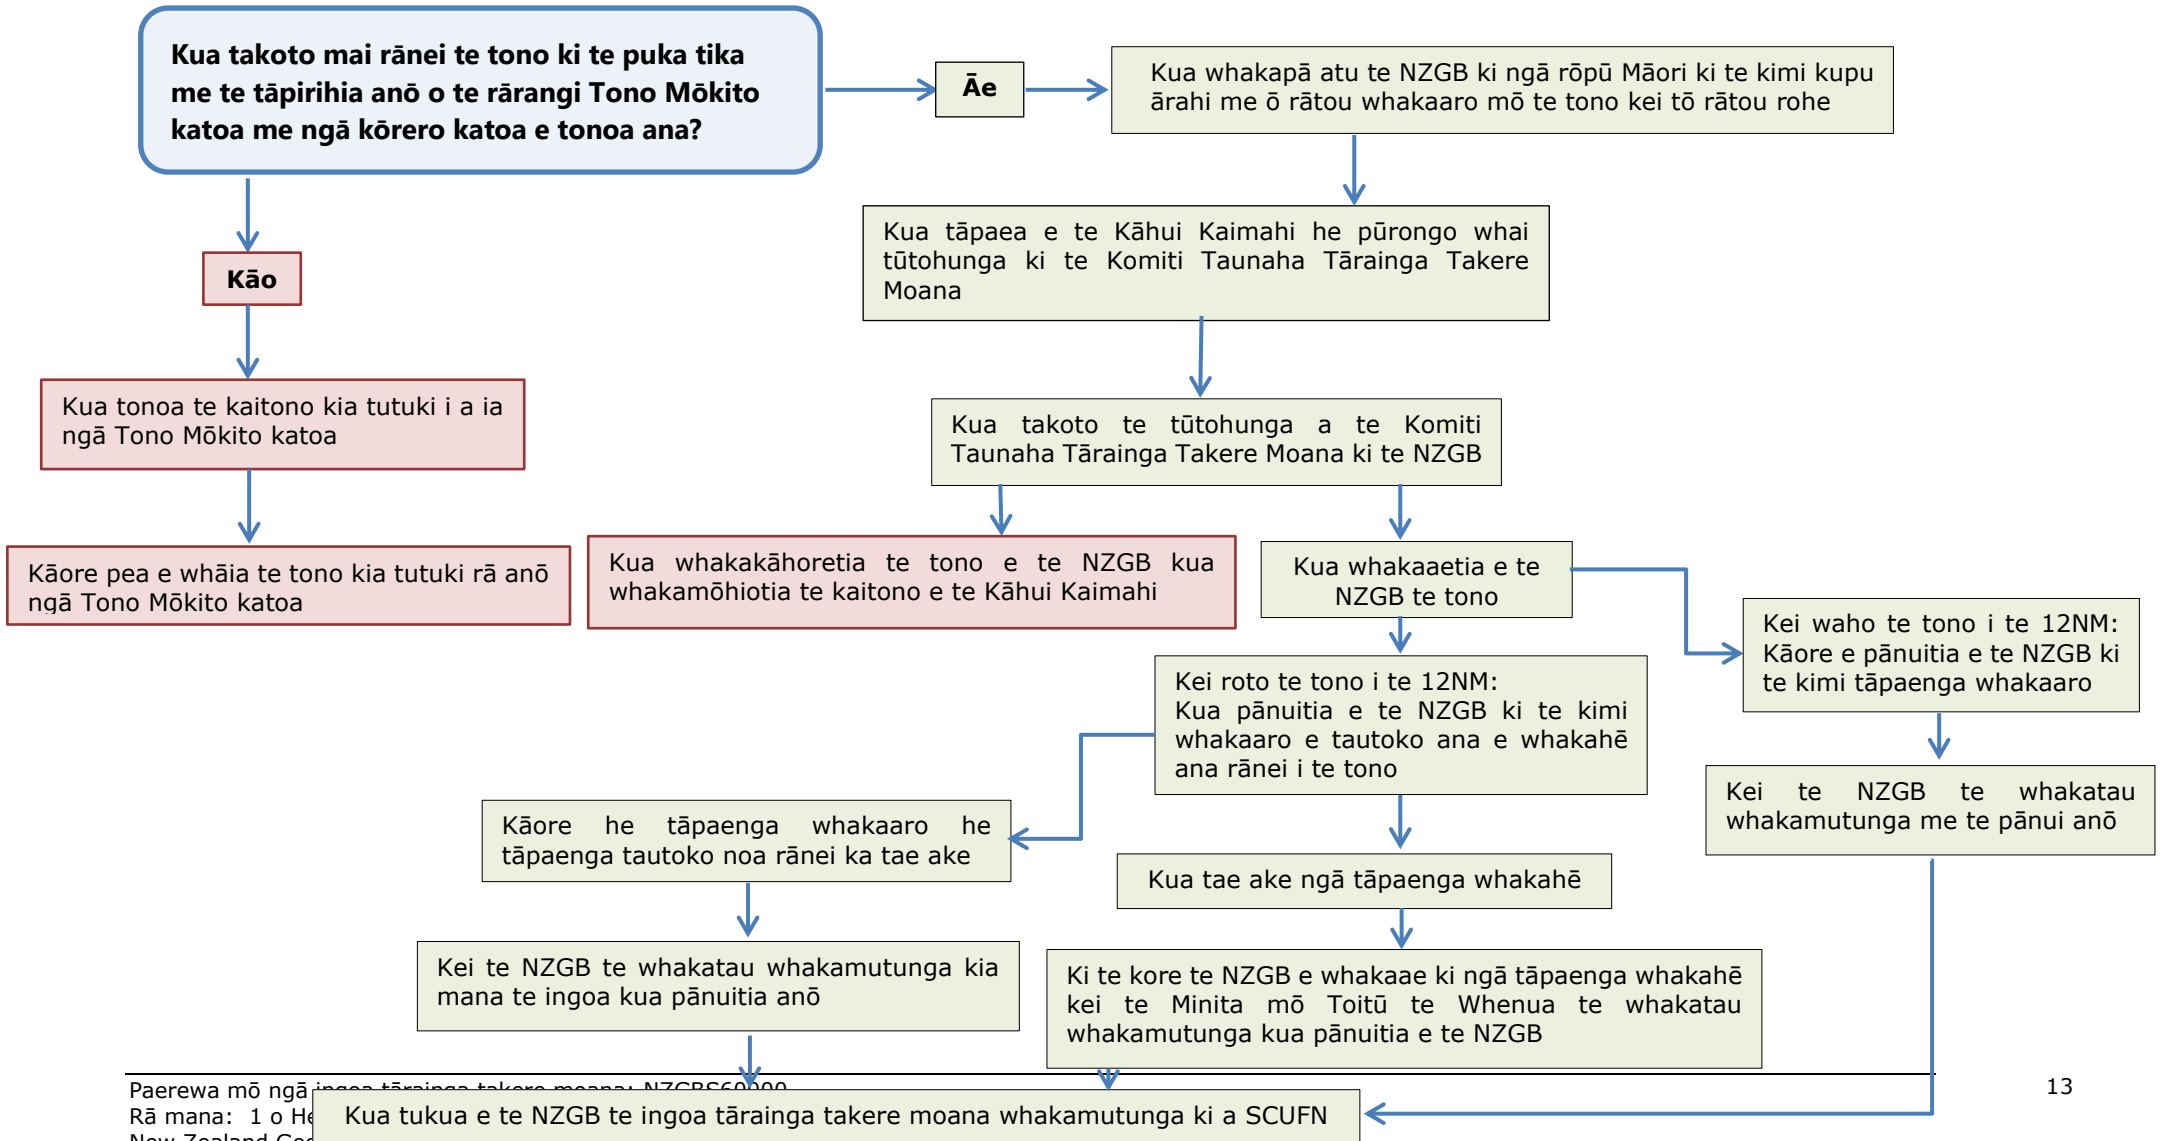 Kua takoto mai rānei te tono ki te puka tika
me te tāpirihia anō o te rārangi Tono Mōkito
katoa me ngā kōrero katoa e tonoa ana?
Āe
Kua whakapā atu te NZGB ki ngā rōpū Māori ki te kimi kupu
ārahi me ō rātou whakaaro mō te tono kei tō rātou rohe
Kua tāpaea e te Kāhui Kaimahi he pūrongo whai
tūtohunga ki te Komiti Taunaha Tārainga Takere
Moana
Kāo
Kua tonoa te kaitono kia tutuki i a ia
ngā Tono Mōkito katoa
Kāore pea e whāia te tono kia tutuki rā anō
ngā Tono Mōkito katoa
Kua takoto te tūtohunga a te Komiti
Taunaha Tārainga Takere Moana ki te NZGB
Kua whakakāhoretia te tono e te NZGB kua
whakamōhiotia te kaitono e te Kāhui Kaimahi
Kua whakaaetia e te
NZGB te tono
Kei waho te tono i te 12NM:
Kāore e pānuitia e te NZGB ki
te kimi tāpaenga whakaaro
Kei roto te tono i te 12NM:
Kua pānuitia e te NZGB ki te kimi
whakaaro e tautoko ana e whakahē
ana rānei i te tono
Kei te NZGB te whakatau
whakamutunga me te pānui anō
Kāore he tāpaenga whakaaro he
tāpaenga tautoko noa rānei ka tae ake
Kua tae ake ngā tāpaenga whakahē
Kei te NZGB te whakatau whakamutunga kia
mana te ingoa kua pānuitia anō
Ki te kore te NZGB e whakaae ki ngā tāpaenga whakahē
kei te Minita mō Toitū te Whenua te whakatau
whakamutunga kua pānuitia e te NZGB
Paerewa mō ngā ingoa tārainga takere moana: NZGBS60000
13
Rā mana: 1 o
Kua tukua e te NZGB te ingoa tārainga takere moana whakamutunga ki a SCUFN
New Zealand